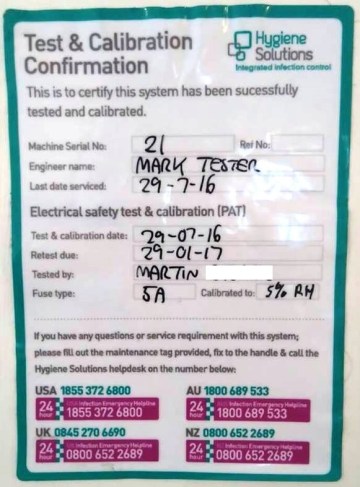 Test & Calibration Confirmation
Hygiene Solutions
Integrated infection control
This is to certify this system has been sucessfully
tested and calibrated.
Machine Serial No: 21 Ref No:
Engineer name: MARK TESTER
Last date serviced: 29-7-16
Electrical safety test & calibration (PAT)
Test & calibration date: 29-07-16
Retest due: 29-01-17
Tested by: MARTIN
Fuse type: 5A Calibrated to: 5% RH
If you have any questions or service requirement with this system;
please fill out the maintenance tag provided, fix to the handle & call the
Hygiene Solutions helpdesk on the number below:
USA 1855 372 6800 AU 1800 689 533
24 hour USA Infection Emergency Helpline 1855 372 6800 24 hour AU Infection Emergency Helpline 1800 689 533
UK 0845 270 6690 NZ 0800 652 2689
24 hour UK Infection Emergency Helpline 0800 652 2689 24 hour NZ Infection Emergency Helpline 0800 652 2689